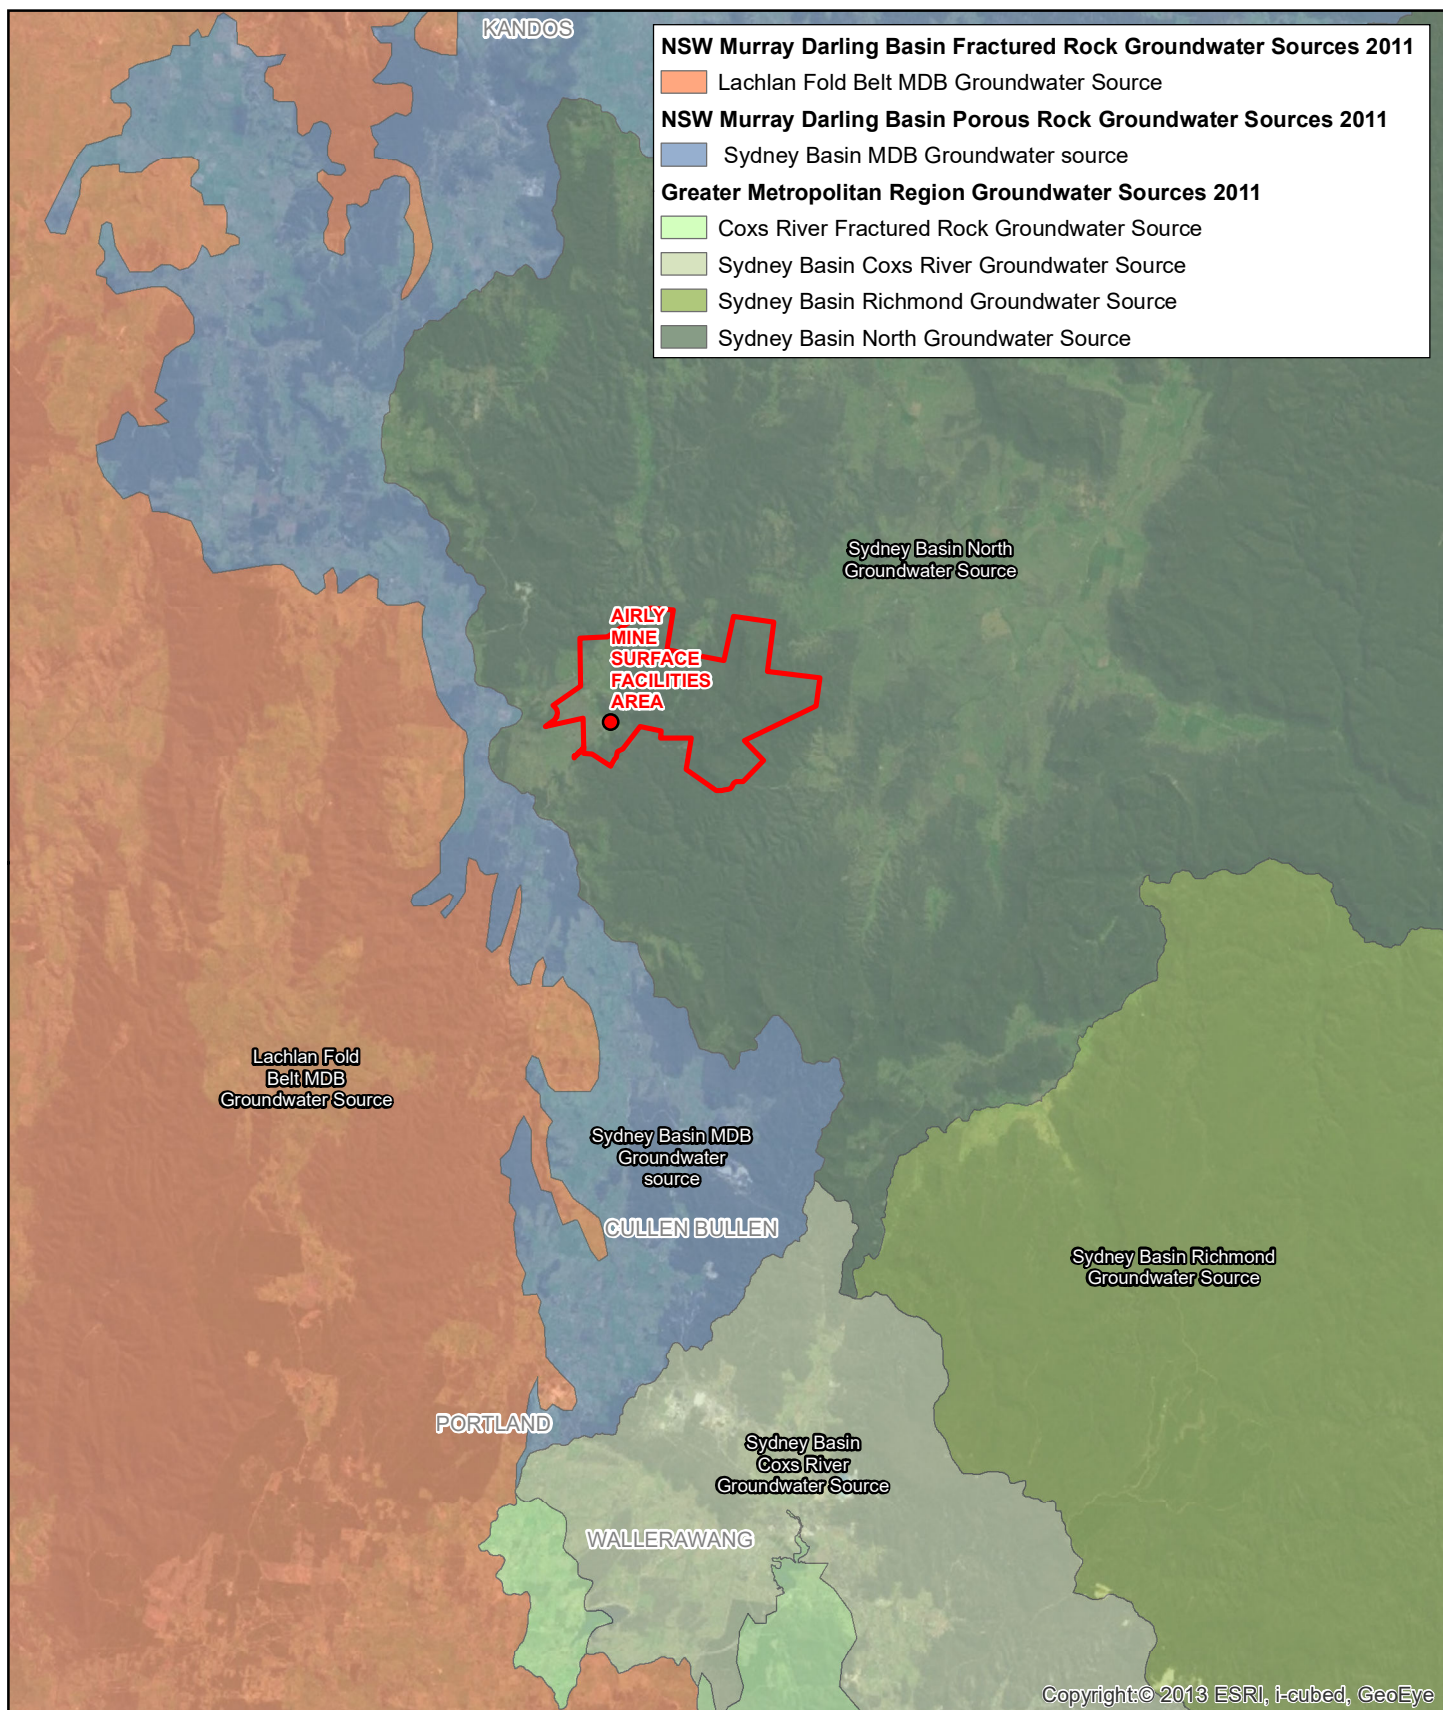 KANDOS
NSW Murray Darling Basin Fractured Rock Groundwater Sources 2011
Lachlan Fold Belt MDB Groundwater Source
NSW Murray Darling Basin Porous Rock Groundwater Sources 2011
Sydney Basin MDB Groundwater source
Greater Metropolitan Region Groundwater Sources 2011
Coxs River Fractured Rock Groundwater Source
Sydney Basin Coxs River Groundwater Source
Sydney Basin Richmond Groundwater Source
Sydney Basin North Groundwater Source
Sydney Basin North
Groundwater Source
AIRLY
MINE
SURFACE
FACILITIES
AREA
Lachlan Fold
Belt MDB
Groundwater Source
Sydney Basin MDB
Groundwater
source
CULLEN BULLEN
Sydney Basin Richmond
Groundwater Source
PORTLAND
Sydney Basin
Coxs River
Groundwater Source
WALLERAWANG
Copyright:© 2013 ESRI, i-cubed, GeoEye